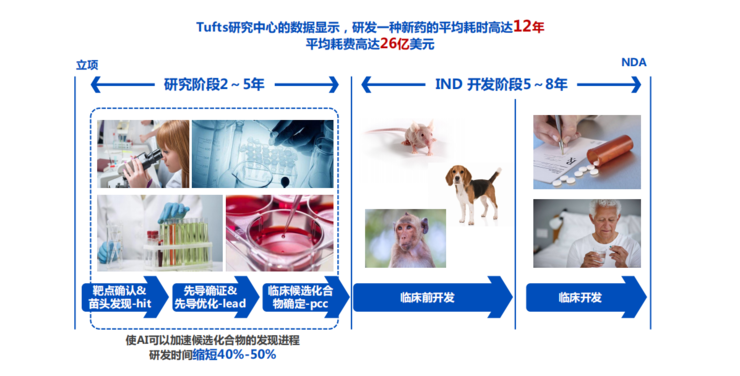 Tufts研究中心的数据显示，研发一种新药的平均耗时高达12年
平均耗费高达26亿美元
立项
NDA
研究阶段2～5年
IND 开发阶段5～8年
靶点确认&
苗头发现-hit
先导确证&
先导优化-lead
临床候选化合
物确定-pcc
临床前开发
临床开发
使AI可以加速候选化合物的发现进程
研发时间缩短40%-50%